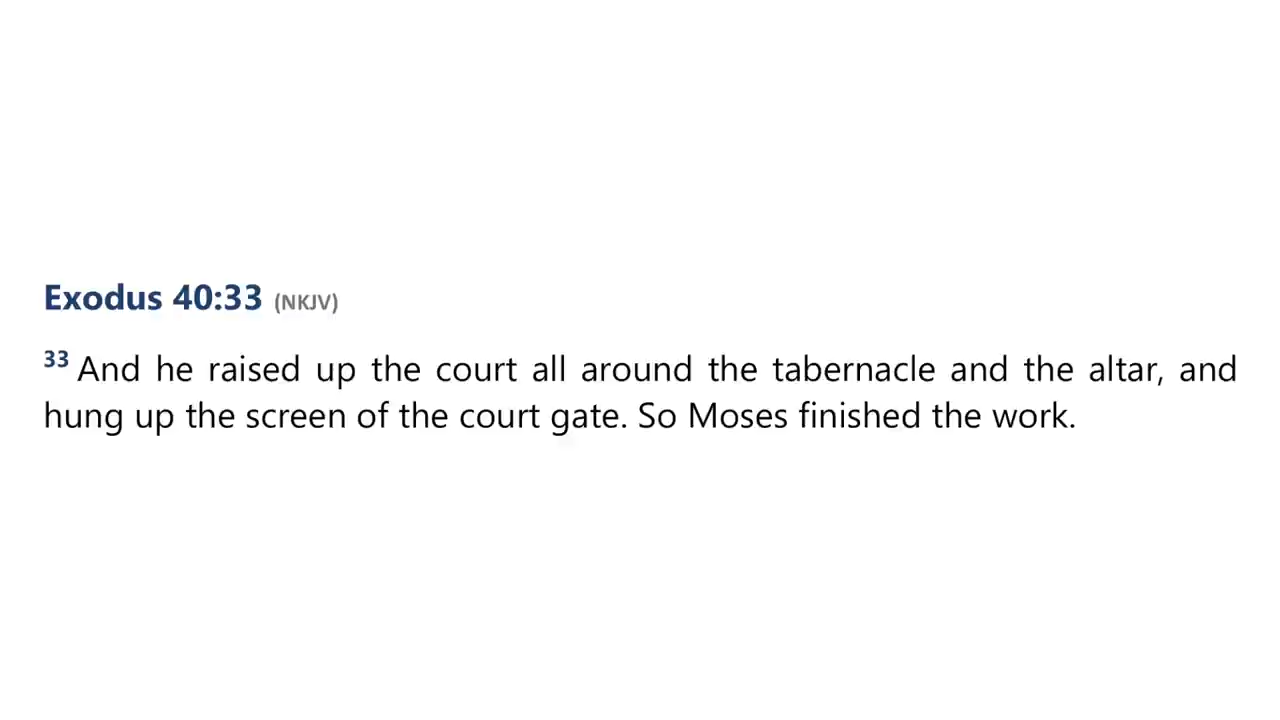 Exodus 40:33 (NKJV)
33 And he raised up the court all around the tabernacle and the altar, and
hung up the screen of the court gate. So Moses finished the work.